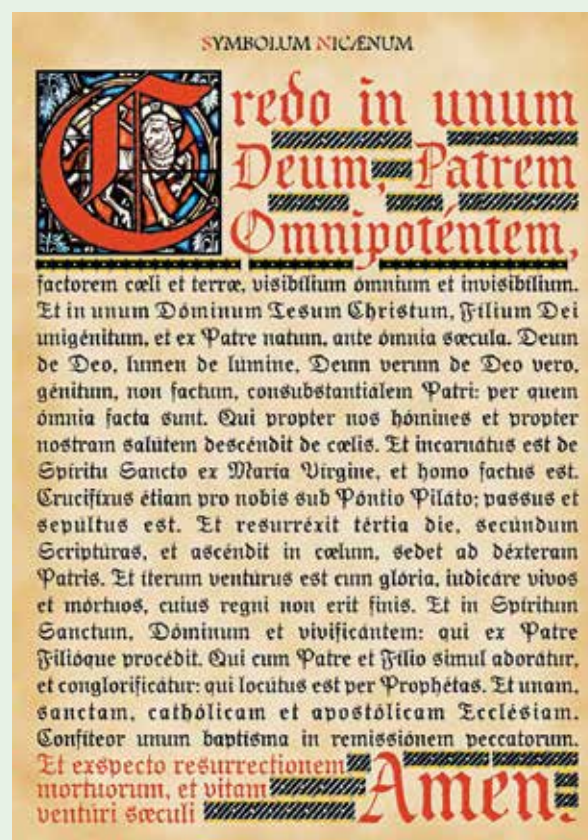 SYMBOLUM NICÆNUM
Credo in unum
Deum, Patrem
Omnipoténtem,
factorem cœli et terræ, visibílium ómnium et invisibílium.
Et in unum Dóminum Iesum Christum, Fílium Dei
unigénitum, et ex Patre natum, ante ómnia sæcula. Deum
de Deo, lumen de lúmine, Deum verum de Deo vero,
génitum, non factum, consubstantiálem Patri: per quem
ómnia facta sunt. Qui propter nos hómines et propter
nostram salútem descéndit de cœlis. Et incarnátus est de
Spíritu Sancto ex María Vírgine, et homo factus est.
Crucifíxus étiam pro nobis sub Póntio Piláto; passus et
sepúltus est. Et resurréxit tértia die, secúndum
Scriptúras, et ascéndit in cœlum, sedet ad déxteram
Patris. Et íterum ventúrus est cum glória, iudicáre vivos
et mórtuos, cuius regni non erit finis. Et in Spíritum
Sanctum, Dóminum et vivificántem: qui ex Patre
Filióque procédit. Qui cum Patre et Fílio simul adorátur,
et conglorificátur: qui locútus est per Prophétas. Et unam,
sanctam, cathólicam et apostólicam Ecclésiam.
Confíteor unum baptísma in remissiónem peccatorum.
Et exspecto resurrectionem
mortuorum, et vitam
ventúri sæculi Amen.